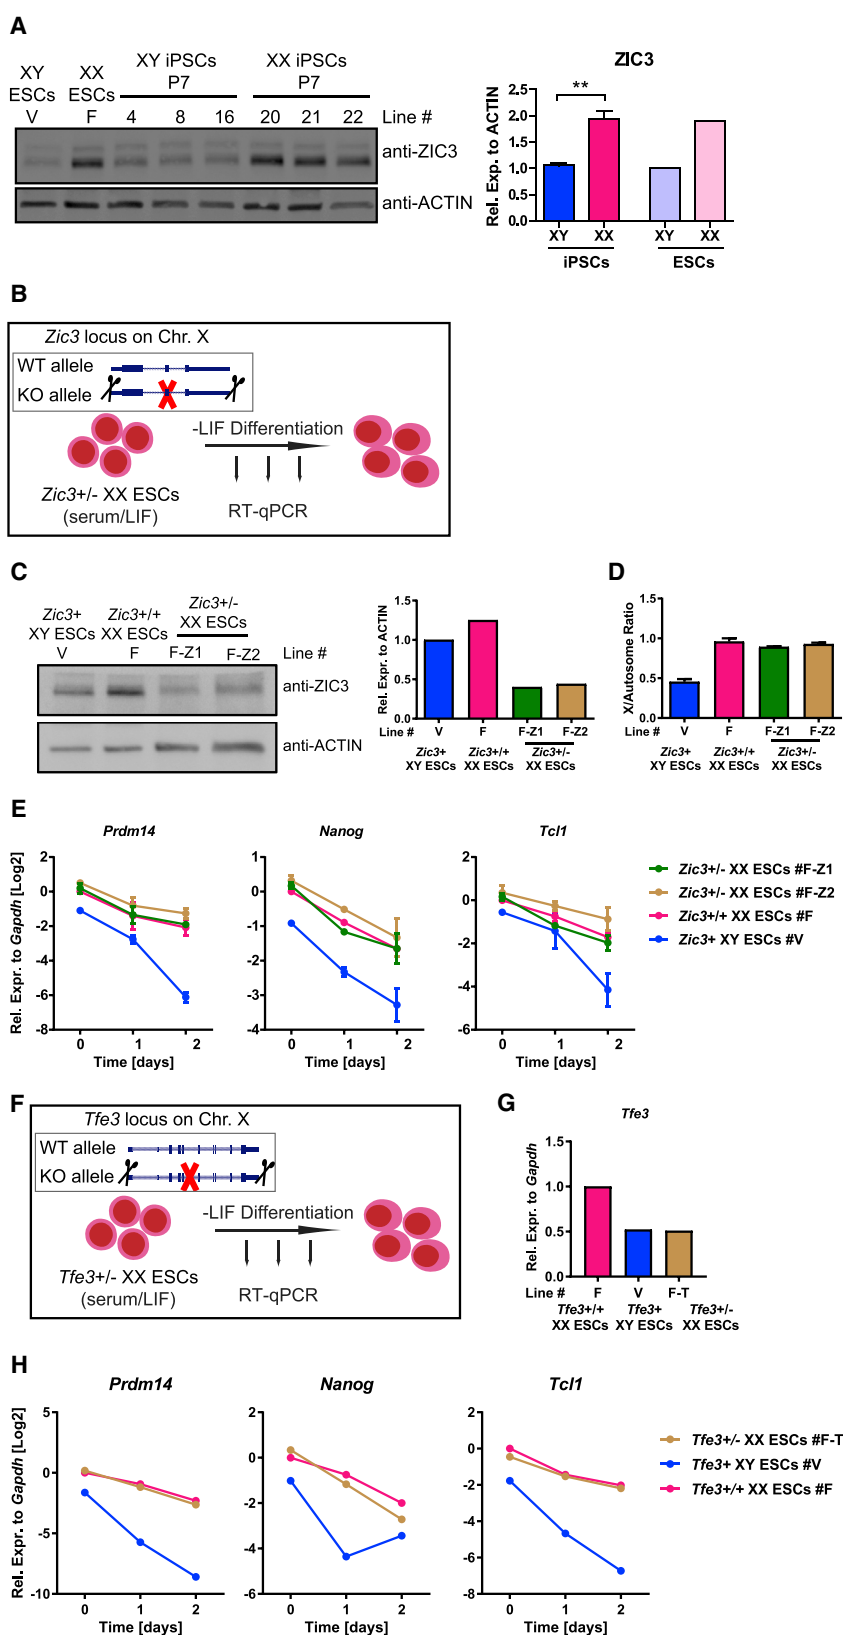 A
XY ESCs
XX ESCs
XY iPSCs P7
XX iPSCs P7
V F 4 8 16 20 21 22 Line #
anti-ZIC3
anti-ACTIN
ZIC3
Rel. Exp. to ACTIN
2.5
2.0
1.5
1.0
0.5
0.0
**
XY XX XY XX
iPSCs ESCs
B
Zic3 locus on Chr. X
WT allele
KO allele
-LIF Differentiation
Zic3+/- XX ESCs
(serum/LIF)
RT-qPCR
C
Zic3+ XY ESCs
Zic3+/+ XX ESCs
Zic3+/- XX ESCs
V F F-Z1 F-Z2 Line #
anti-ZIC3
anti-ACTIN
Rel. Expr. to ACTIN
1.5
1.0
0.5
0.0
Line # V F F-Z1 F-Z2
Zic3+ Zic3+/+ Zic3+/-
XY ESCs XX ESCs XX ESCs
D
X/Autosome Ratio
1.5
1.0
0.5
0.0
Line # V F F-Z1 F-Z2
Zic3+ Zic3+/+ Zic3+/-
XY ESCs XX ESCs XX ESCs
E
Prdm14
Rel. Expr. to Gapdh [Log2]
2
0
-2
-4
-6
-8
0 1 2
Time [days]
Nanog
1
0
-1
-2
-3
-4
0 1 2
Time [days]
Tcl1
2
0
-2
-4
-6
0 1 2
Time [days]
Zic3+/- XX ESCs #F-Z1
Zic3+/- XX ESCs #F-Z2
Zic3+/+ XX ESCs #F
Zic3+ XY ESCs #V
F
Tfe3 locus on Chr. X
WT allele
KO allele
-LIF Differentiation
Tfe3+/- XX ESCs
(serum/LIF)
RT-qPCR
G
Tfe3
Rel. Expr. to Gapdh
1.5
1.0
0.5
0.0
Line # F V F-T
Tfe3+/+ Tfe3+ Tfe3+/-
XX ESCs XY ESCs XX ESCs
H
Prdm14
Rel. Expr. to Gapdh [Log2]
5
0
-5
-10
0 1 2
Time [days]
Nanog
2
0
-2
-4
-6
0 1 2
Time [days]
Tcl1
2
0
-2
-4
-6
-8
0 1 2
Time [days]
Tfe3+/- XX ESCs #F-T
Tfe3+ XY ESCs #V
Tfe3+/+ XX ESCs #F